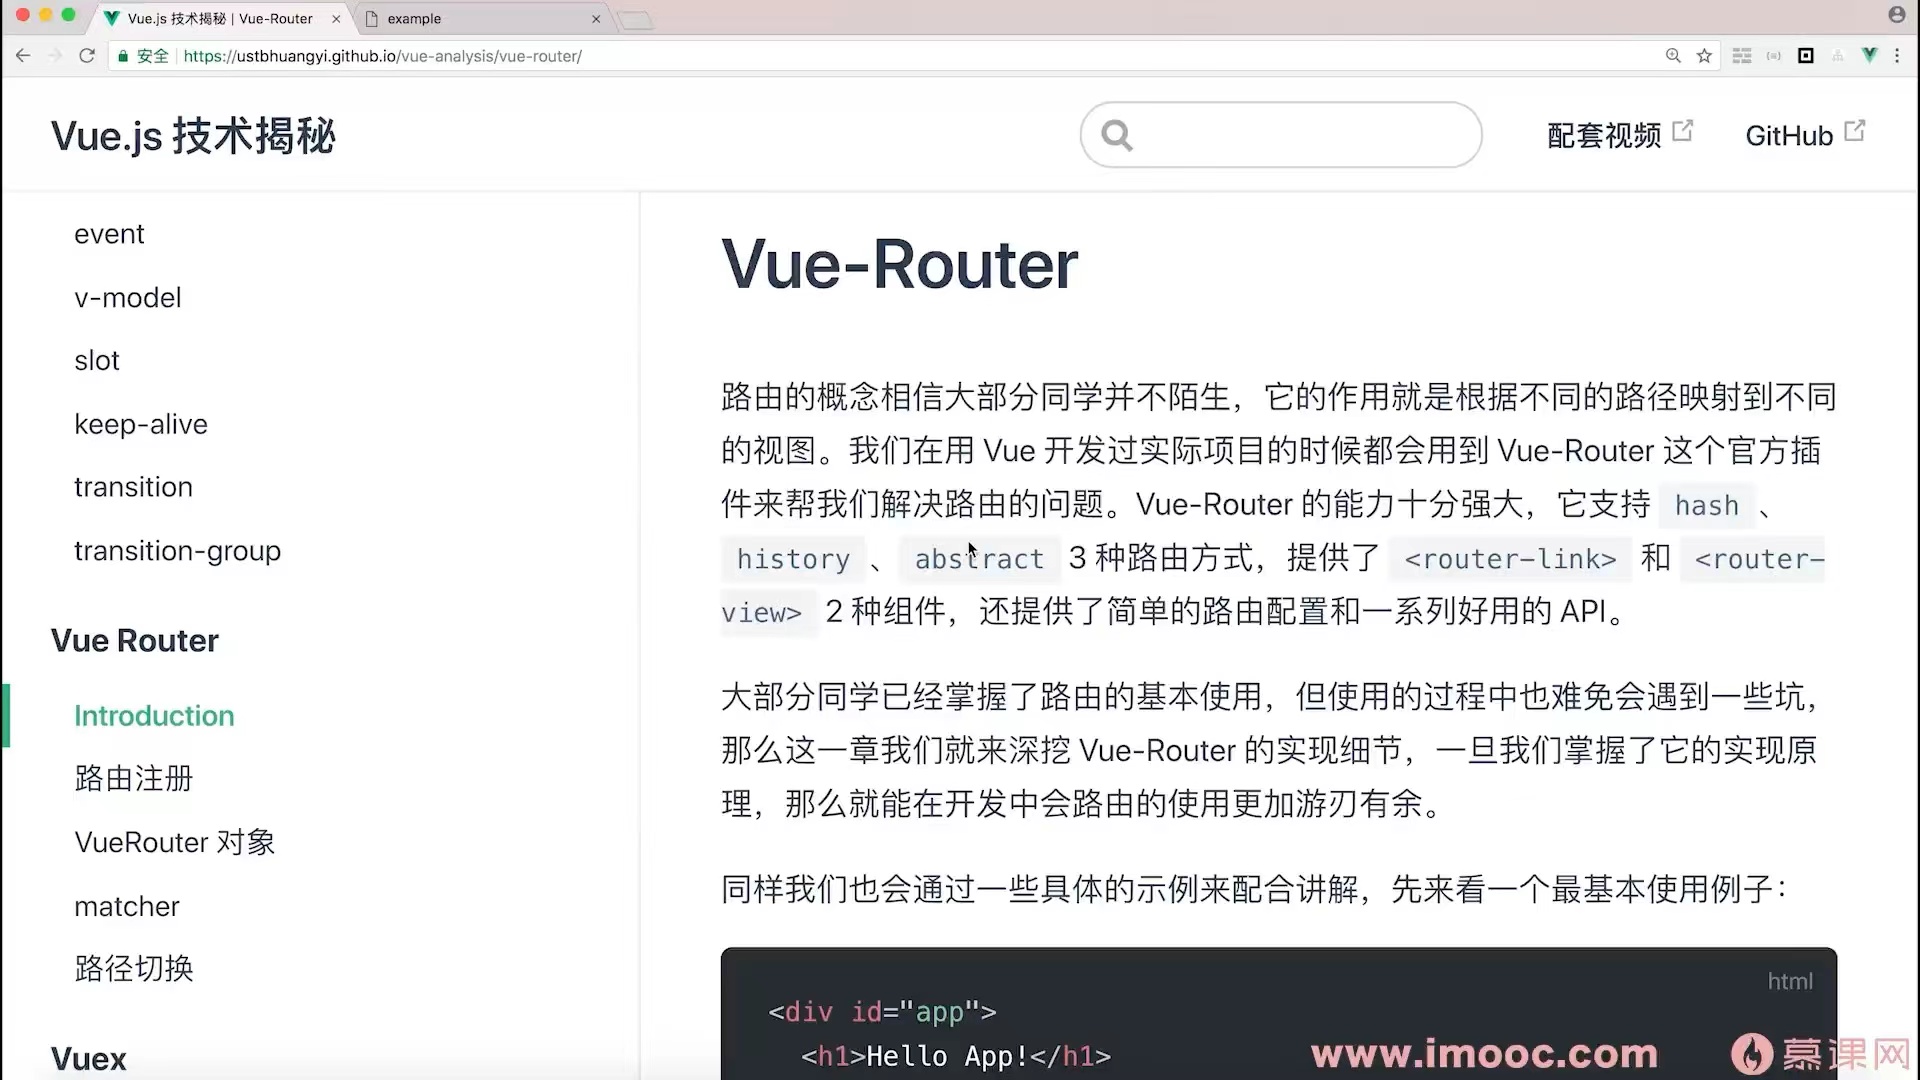 Vue.js 技术揭秘 | Vue-Router
example
安全 https://ustbhuangyi.github.io/vue-analysis/vue-router/
Vue.js 技术揭秘
配套视频
GitHub
event
v-model
slot
keep-alive
transition
transition-group
Vue Router
Introduction
路由注册
VueRouter 对象
matcher
路径切换
Vuex
Vue-Router
路由的概念相信大部分同学并不陌生，它的作用就是根据不同的路径映射到不同
的视图。我们在用 Vue 开发过实际项目的时候都会用到 Vue-Router 这个官方插
件来帮我们解决路由的问题。Vue-Router 的能力十分强大，它支持 hash 、
history 、 abstract 3 种路由方式，提供了 <router-link> 和 <router-
view> 2 种组件，还提供了简单的路由配置和一系列好用的 API。
大部分同学已经掌握了路由的基本使用，但使用的过程中也难免会遇到一些坑，
那么这一章我们就来深挖 Vue-Router 的实现细节，一旦我们掌握了它的实现原
理，那么就能在开发中会路由的使用更加游刃有余。
同样我们也会通过一些具体的示例来配合讲解，先来看一个最基本使用例子：
html
<div id="app">
<h1>Hello App!</h1>
www.imooc.com
慕课网